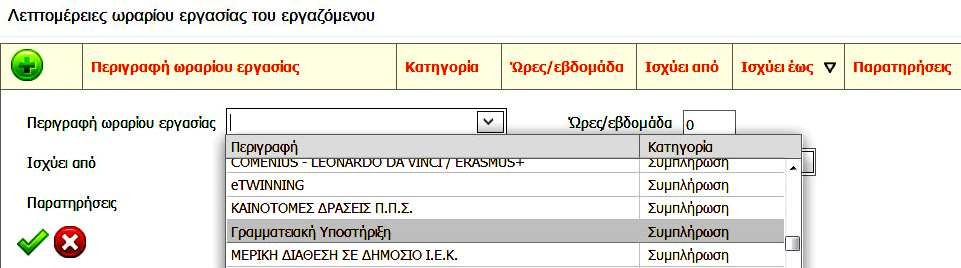 Λεπτομέρειες ωραρίου εργασίας του εργαζόμενου
Περιγραφή ωραρίου εργασίας Κατηγορία Ώρες/εβδομάδα Ισχύει από Ισχύει έως Παρατηρήσεις
Περιγραφή ωραρίου εργασίας Ώρες/εβδομάδα 0
Περιγραφή Κατηγορία
Ισχύει από COMENIUS - LEONARDO DA VINCI / ERASMUS+ Συμπλήρωση
eTWINNING Συμπλήρωση
Παρατηρήσεις ΚΑΙΝΟΤΟΜΕΣ ΔΡΑΣΕΙΣ Π.Π.Σ. Συμπλήρωση
Γραμματειακή Υποστήριξη Συμπλήρωση
ΜΕΡΙΚΗ ΔΙΑΘΕΣΗ ΣΕ ΔΗΜΟΣΙΟ Ι.Ε.Κ. Συμπλήρωση